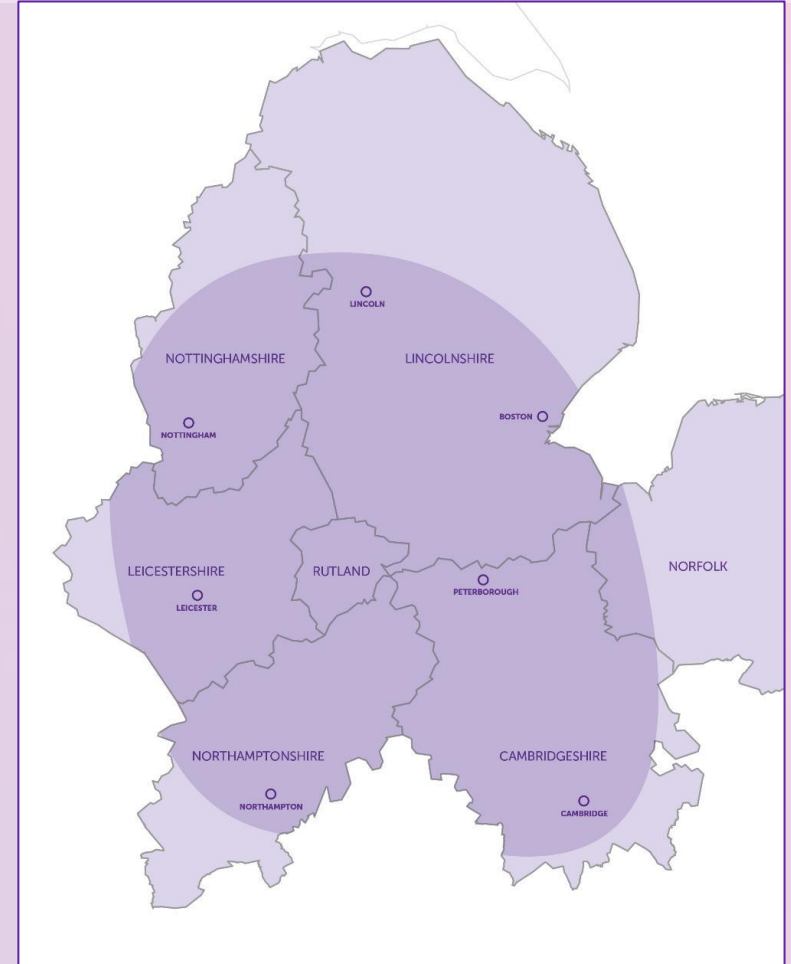 LINCOLN
NOTTINGHAMSHIRE
LINCOLNSHIRE
BOSTON
NOTTINGHAM
LEICESTERSHIRE
RUTLAND
NORFOLK
PETERBOROUGH
LEICESTER
NORTHAMPTONSHIRE
CAMBRIDGESHIRE
NORTHAMPTON
CAMBRIDGE